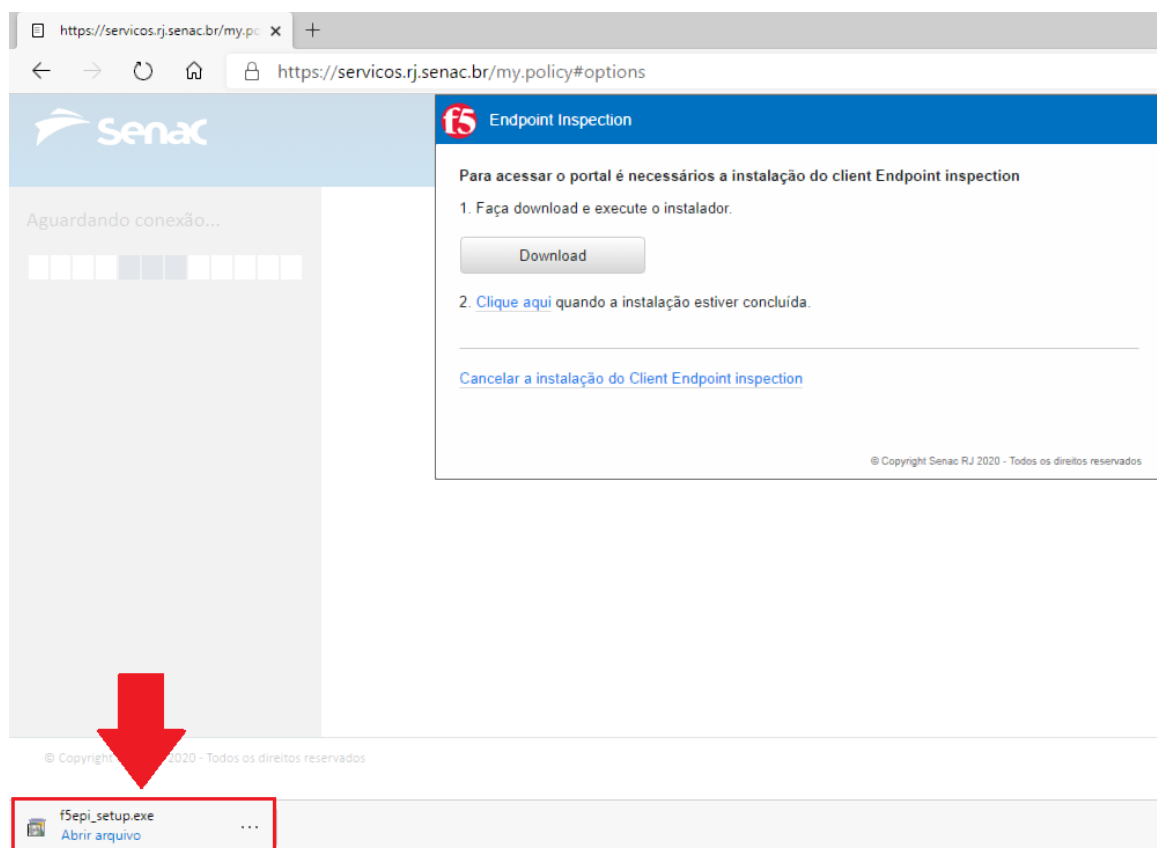 https://servicos.rj.senac.br/my.po
https://servicos.rj.senac.br/my.policy#options
Senac
f5 Endpoint Inspection
Para acessar o portal é necessários a instalação do client Endpoint inspection
1. Faça download e execute o instalador.
Download
2. Clique aqui quando a instalação estiver concluída.
Cancelar a instalação do Client Endpoint inspection
© Copyright Senac RJ 2020 - Todos os direitos reservados
Aguardando conexão...
© Copyright 2020 - Todos os direitos reservados
f5epi_setup.exe
Abrir arquivo
...